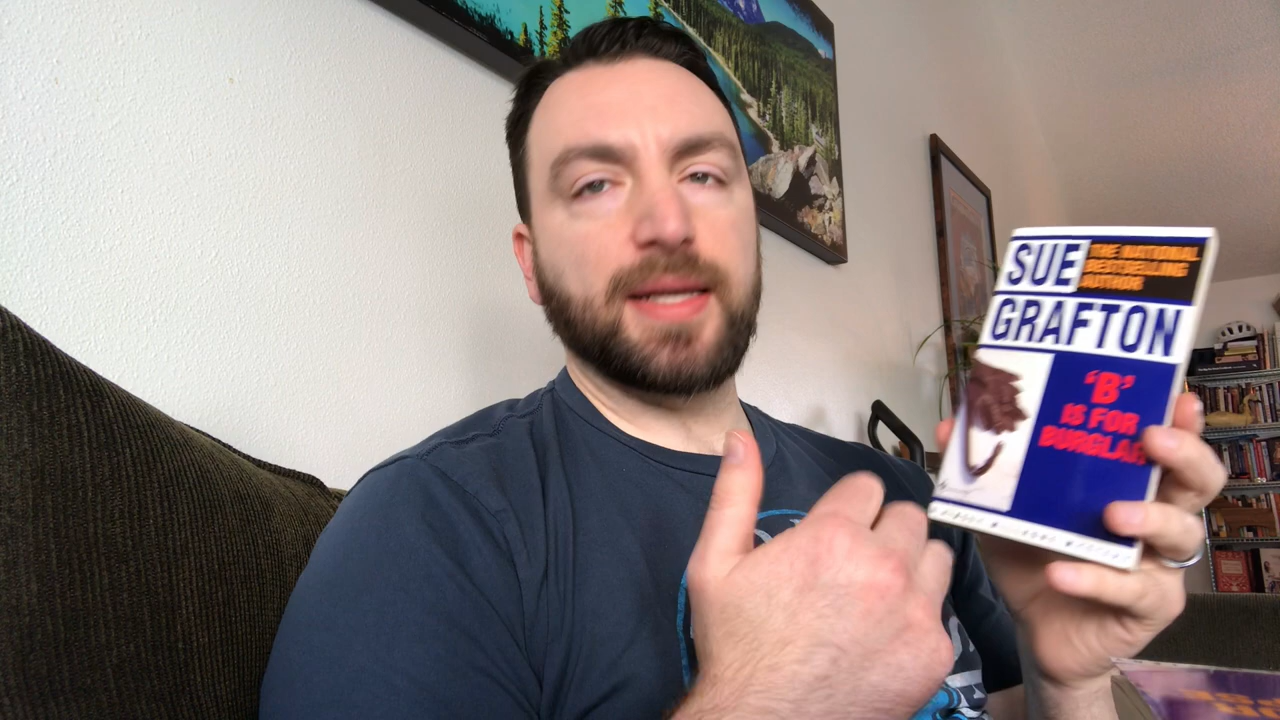 SUE
THE NATIONAL
BESTSELLING
AUTHOR
GRAFTON
'B'
IS FOR
BURGLAR